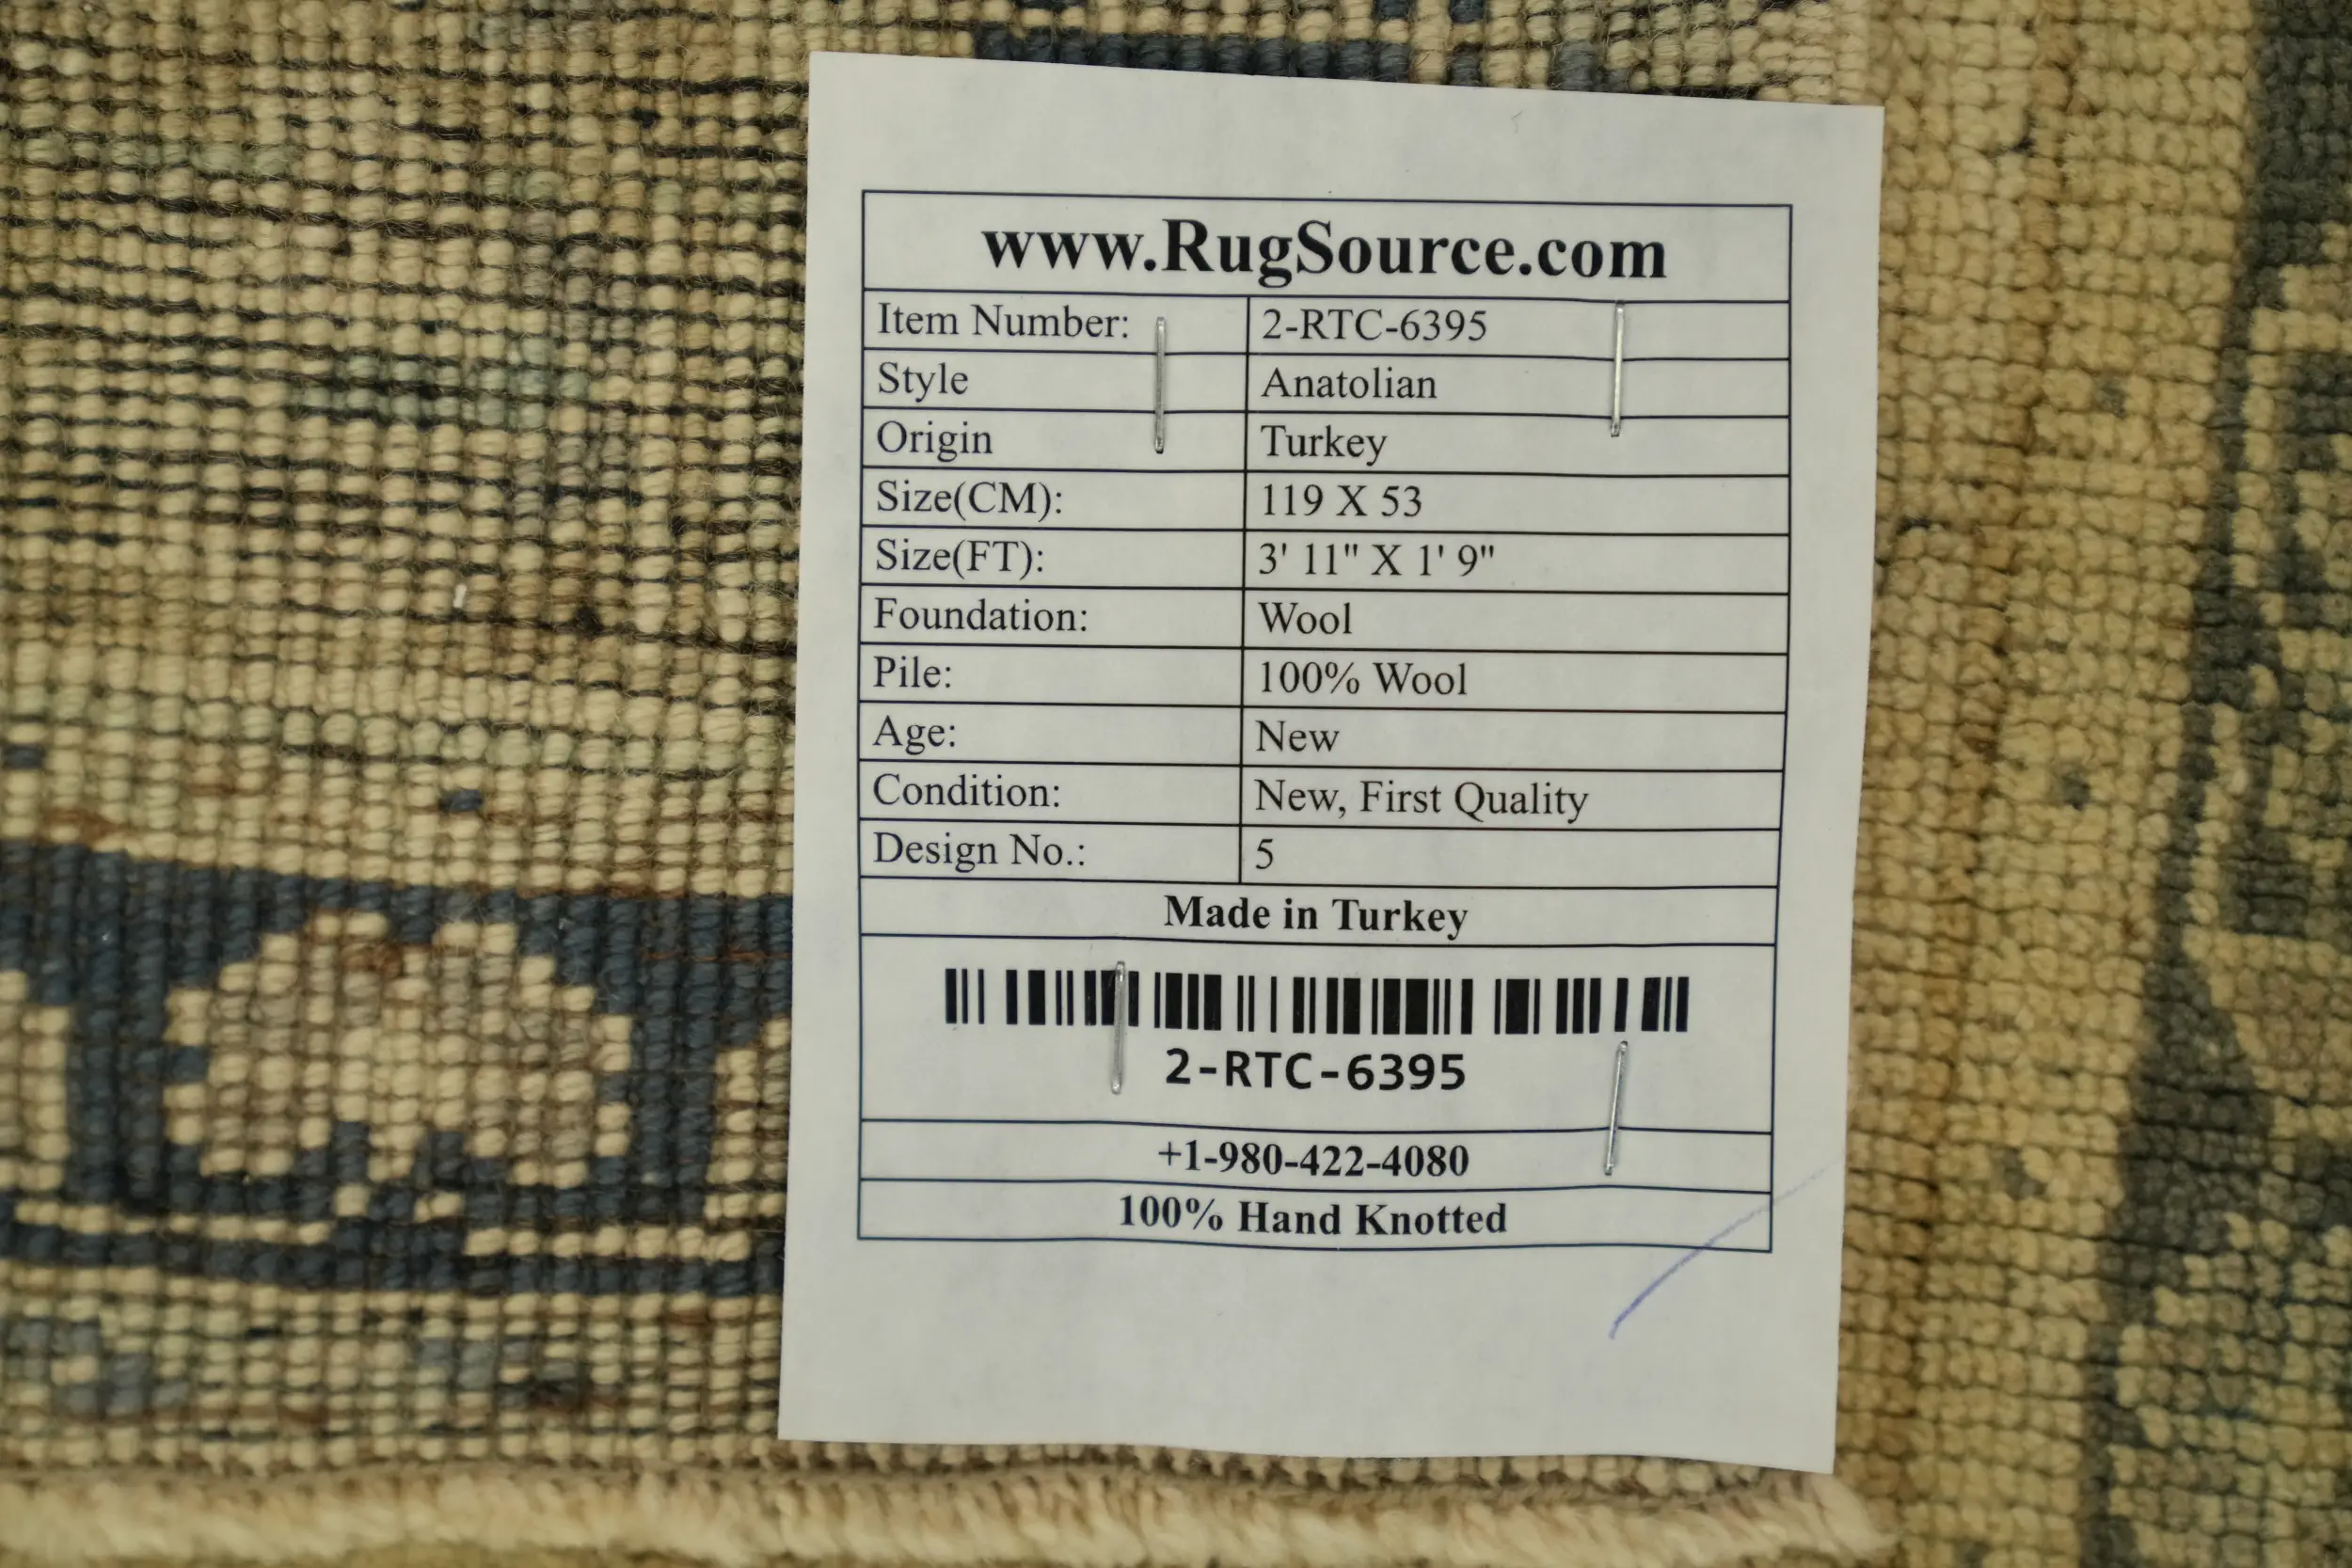 www.RugSource.com
Item Number: 2-RTC-6395
Style Anatolian
Origin Turkey
Size(CM): 119 X 53
Size(FT): 3' 11" X 1' 9"
Foundation: Wool
Pile: 100% Wool
Age: New
Condition: New, First Quality
Design No.: 5
Made in Turkey
2-RTC-6395
+1-980-422-4080
100% Hand Knotted